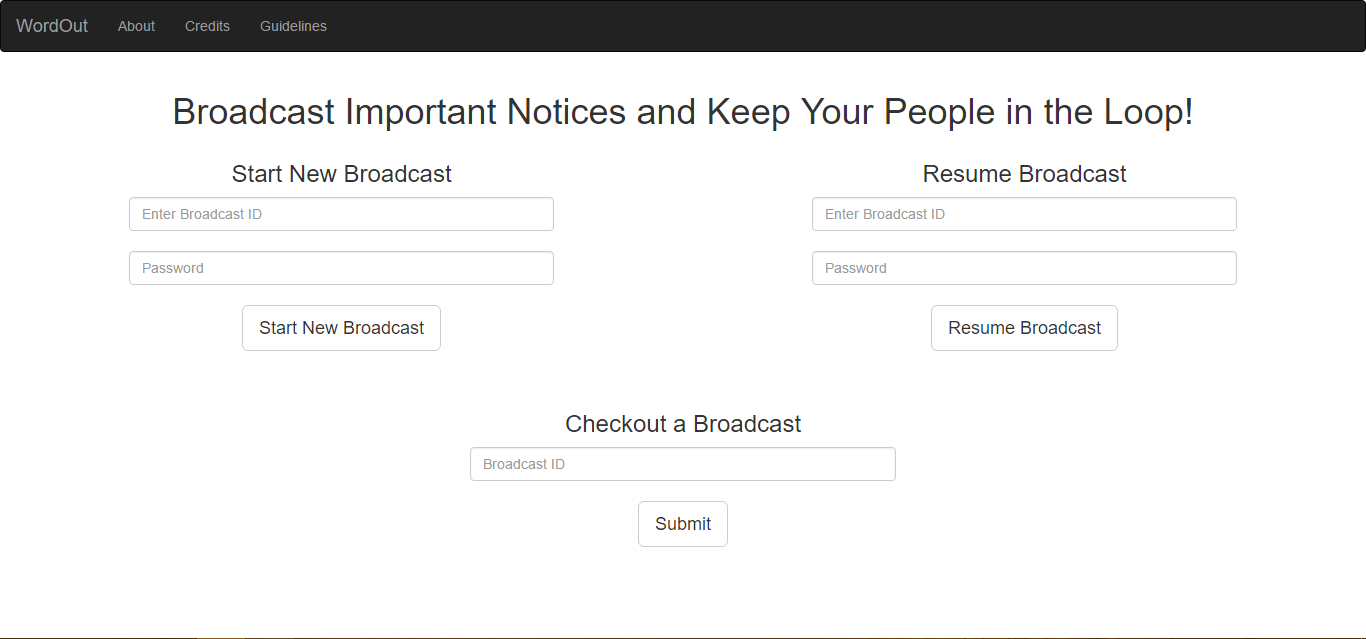 WordOut About Credits Guidelines
Broadcast Important Notices and Keep Your People in the Loop!
Start New Broadcast
Enter Broadcast ID
Password
Start New Broadcast
Resume Broadcast
Enter Broadcast ID
Password
Resume Broadcast
Checkout a Broadcast
Broadcast ID
Submit